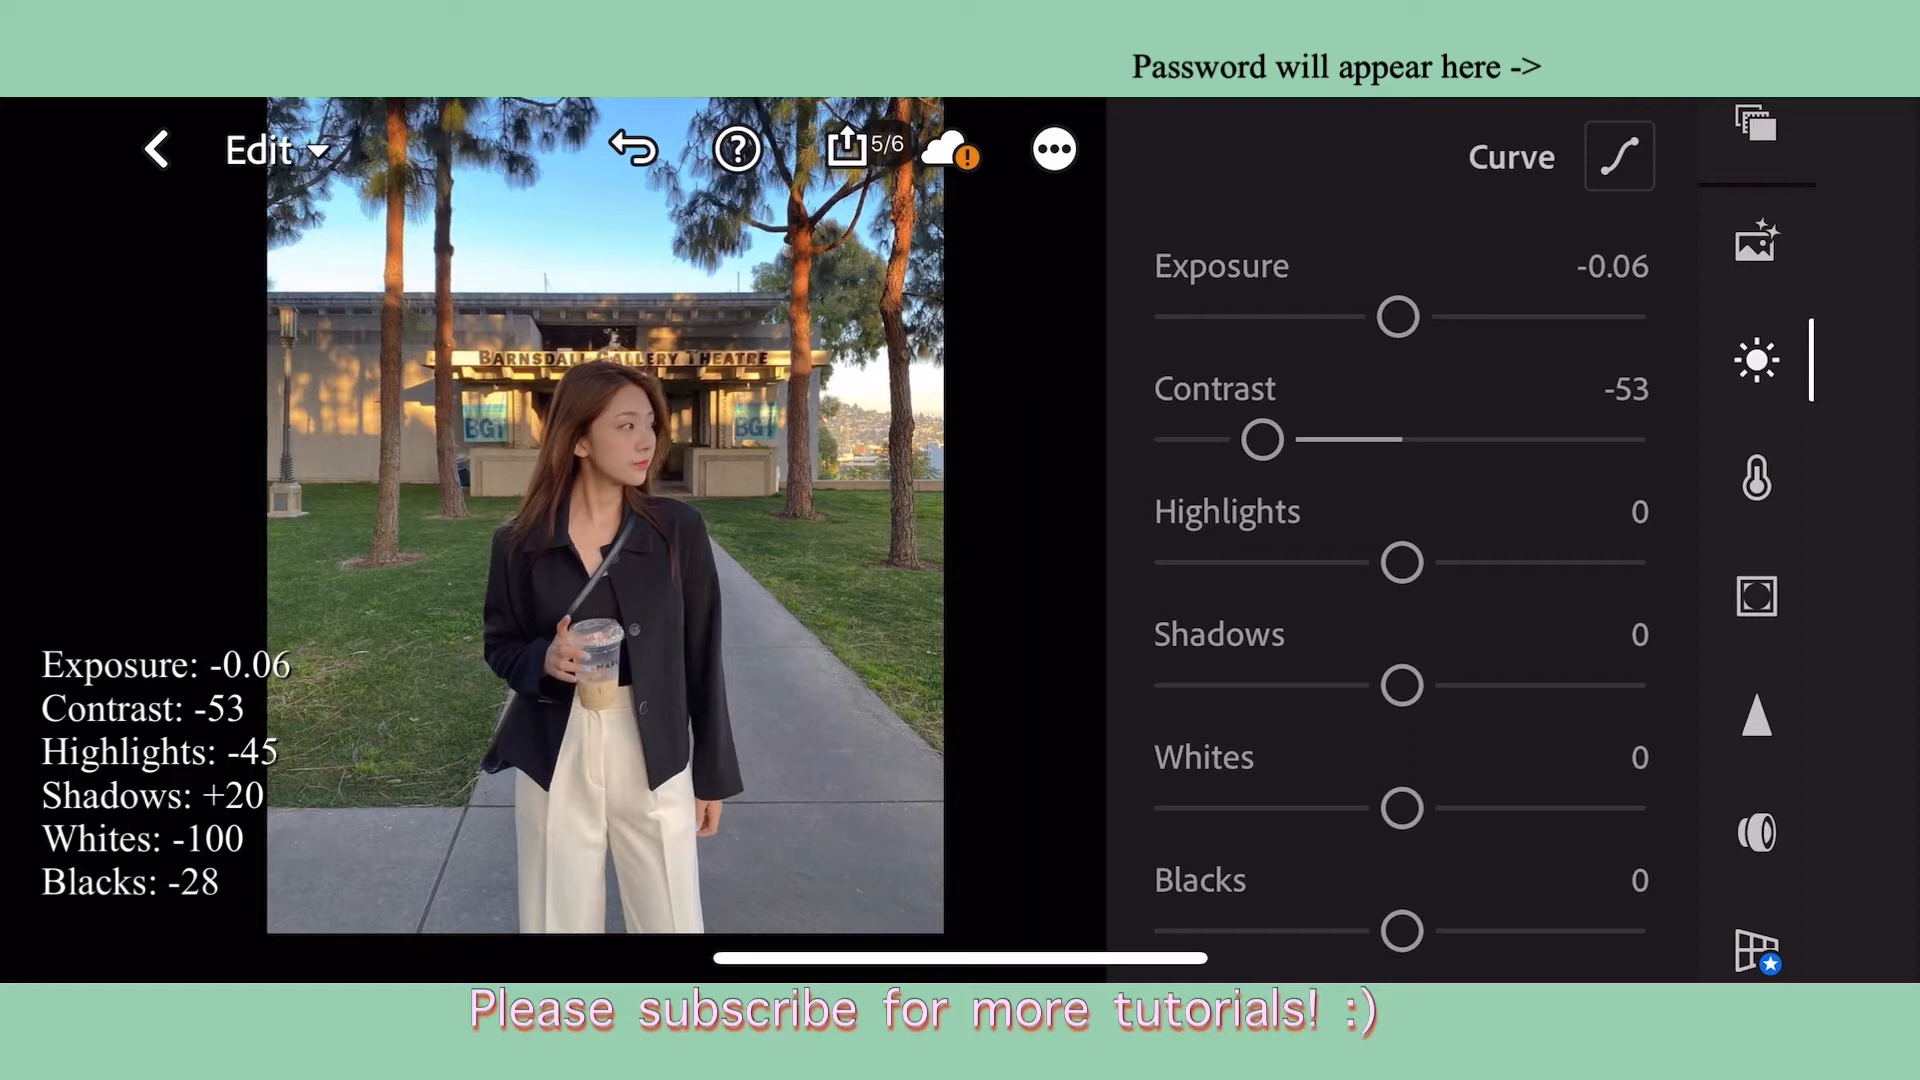 Password will appear here ->
Edit
?
5/6
!
Curve
Exposure -0.06
Contrast -53
Highlights 0
Shadows 0
Whites 0
Blacks 0
BARNSDALL GALLERY THEATRE
BGT
BGT
Exposure: -0.06
Contrast: -53
Highlights: -45
Shadows: +20
Whites: -100
Blacks: -28
Please subscribe for more tutorials! :)